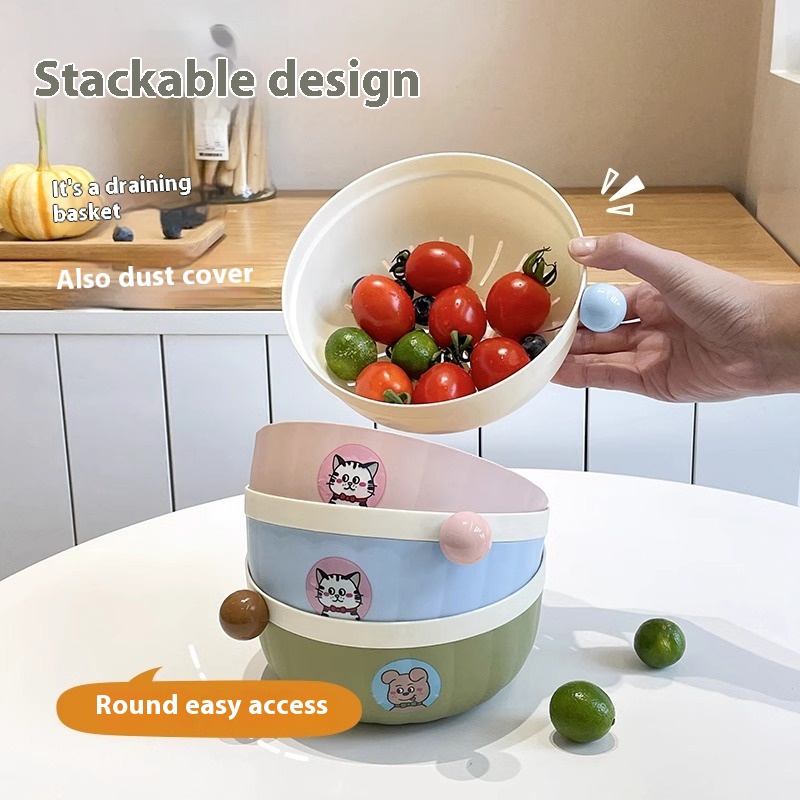 Stackable design
It's a draining
basket
Also dust cover
Round easy access